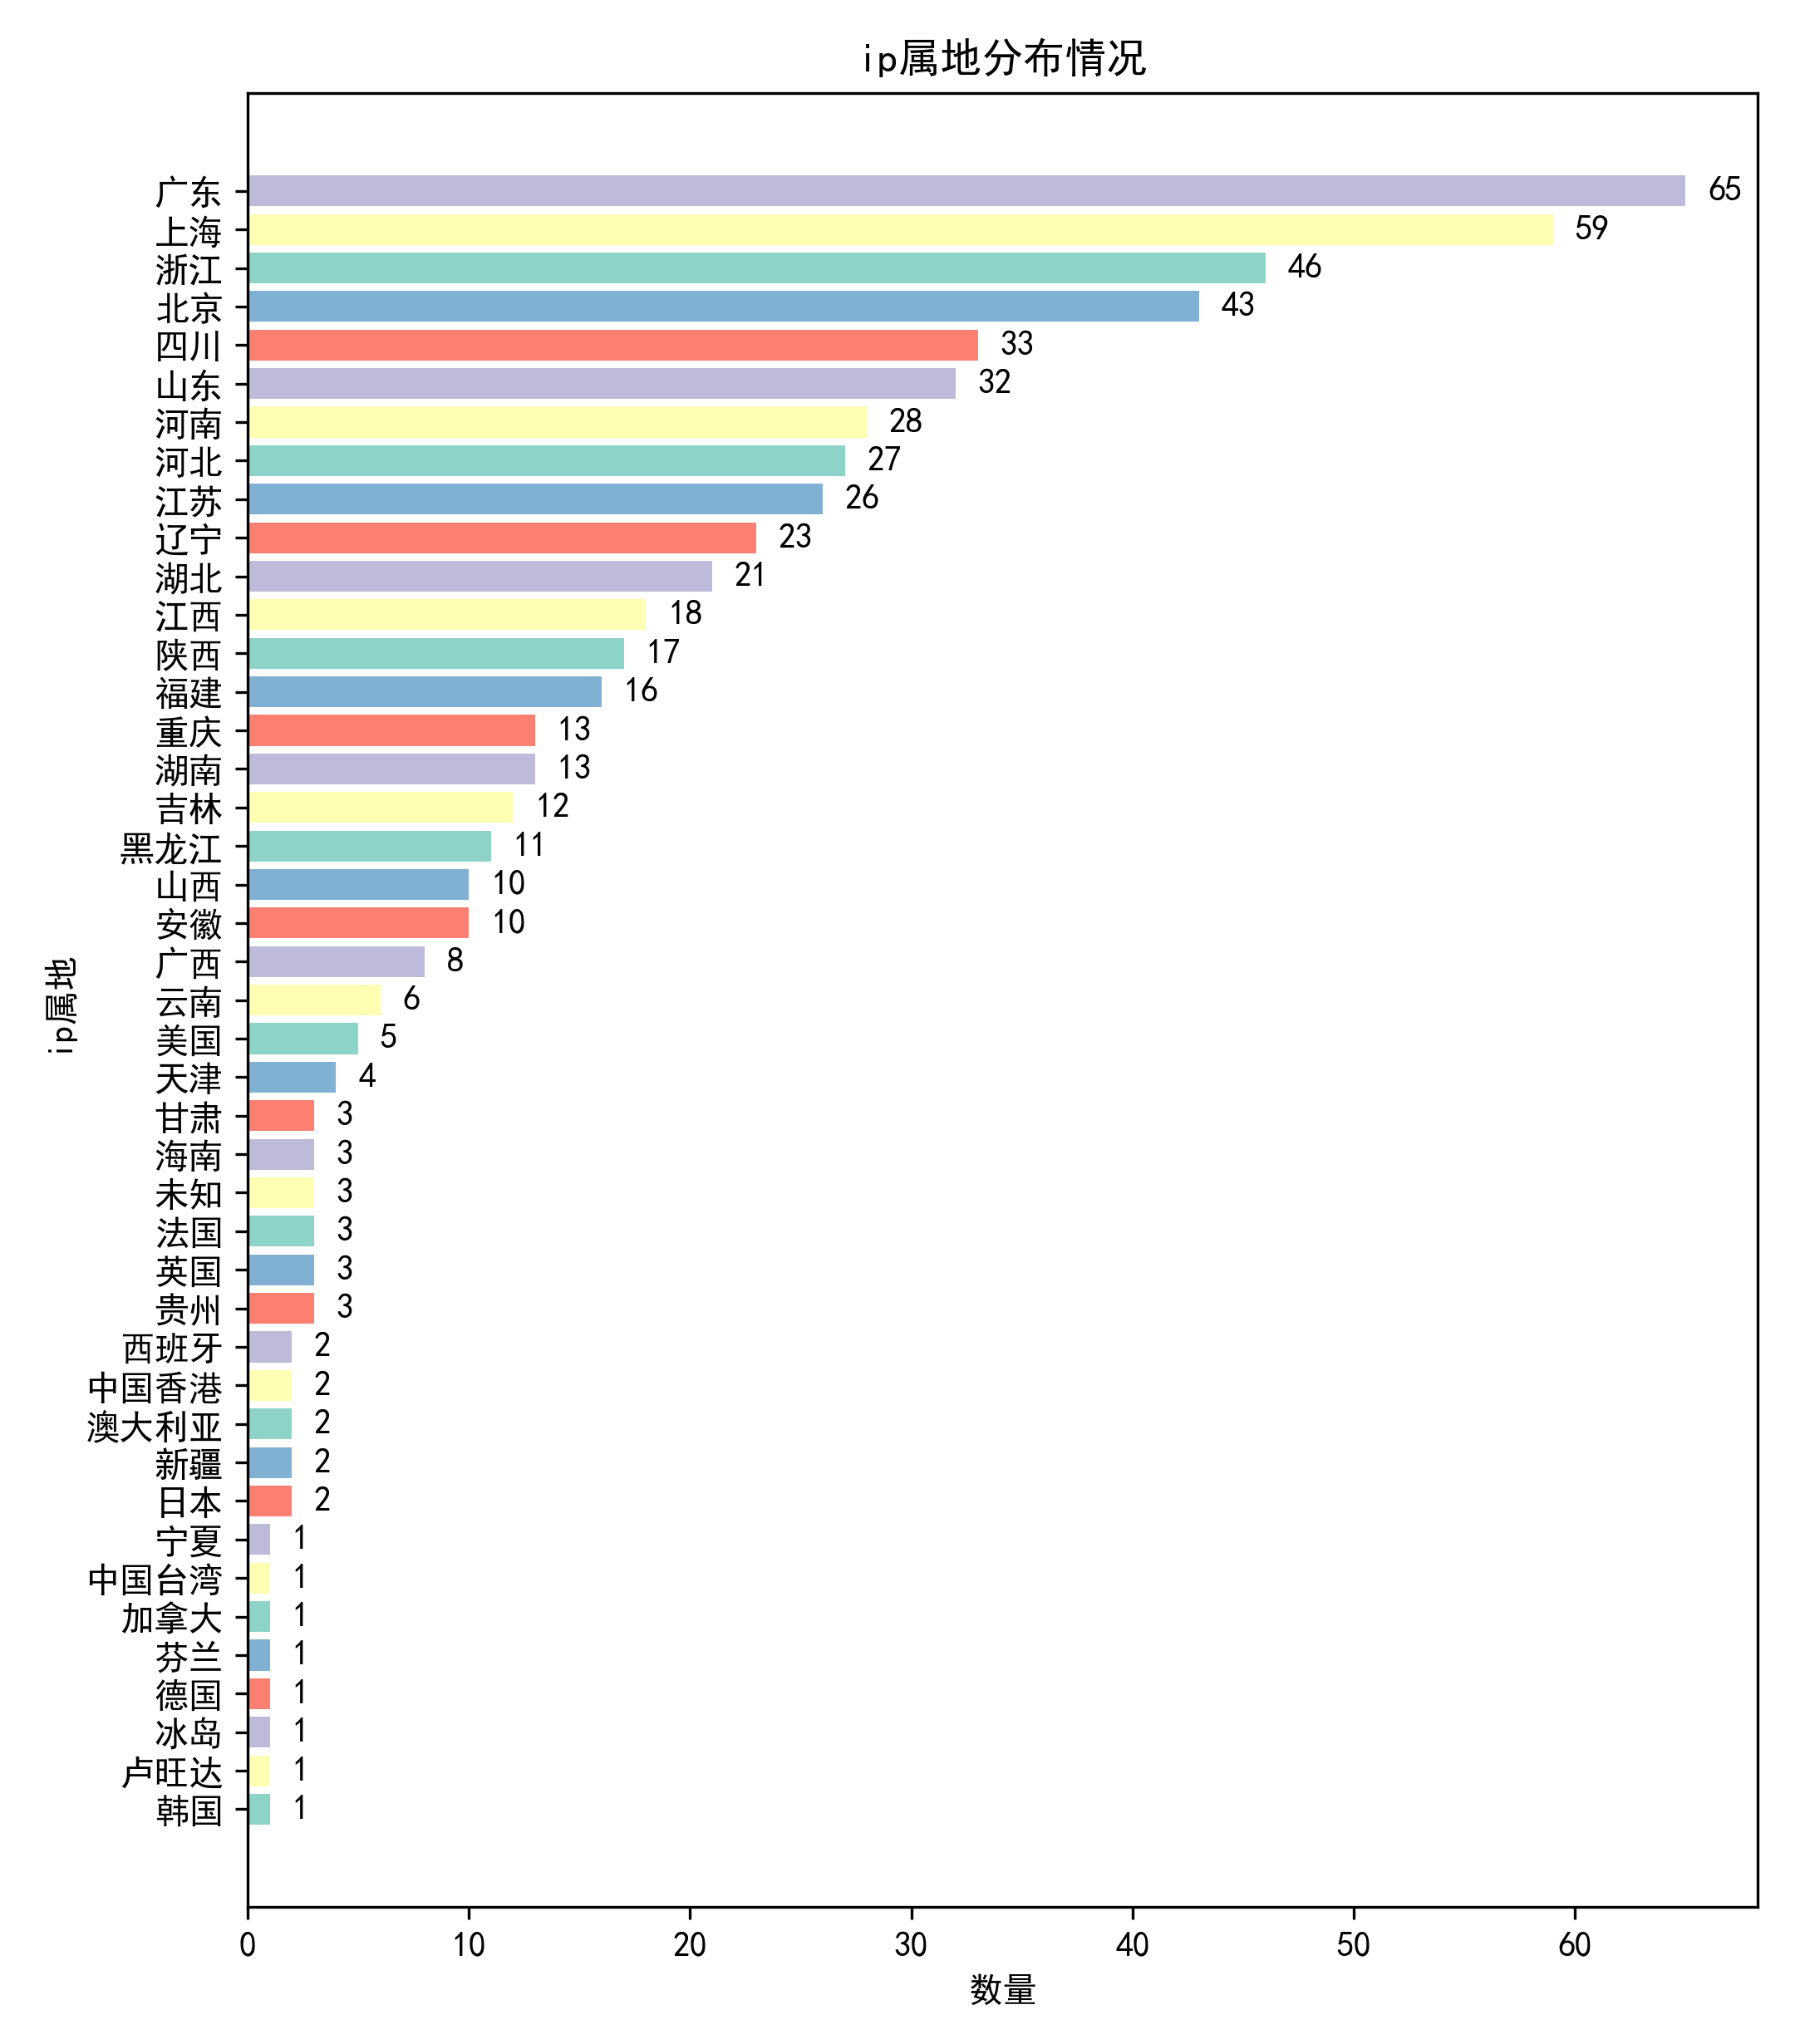 ip属地分布情况
广东 65
上海 59
浙江 46
北京 43
四川 33
山东 32
河南 28
河北 27
江苏 26
辽宁 23
湖北 21
江西 18
陕西 17
福建 16
重庆 13
湖南 13
吉林 12
黑龙江 11
山西 10
安徽 10
广西 8
云南 6
美国 5
天津 4
甘肃 3
海南 3
未知 3
法国 3
英国 3
贵州 3
西班牙 2
中国香港 2
澳大利亚 2
新疆 2
日本 2
宁夏 1
中国台湾 1
加拿大 1
芬兰 1
德国 1
冰岛 1
卢旺达 1
韩国 1
ip属地
0 10 20 30 40 50 60
数量